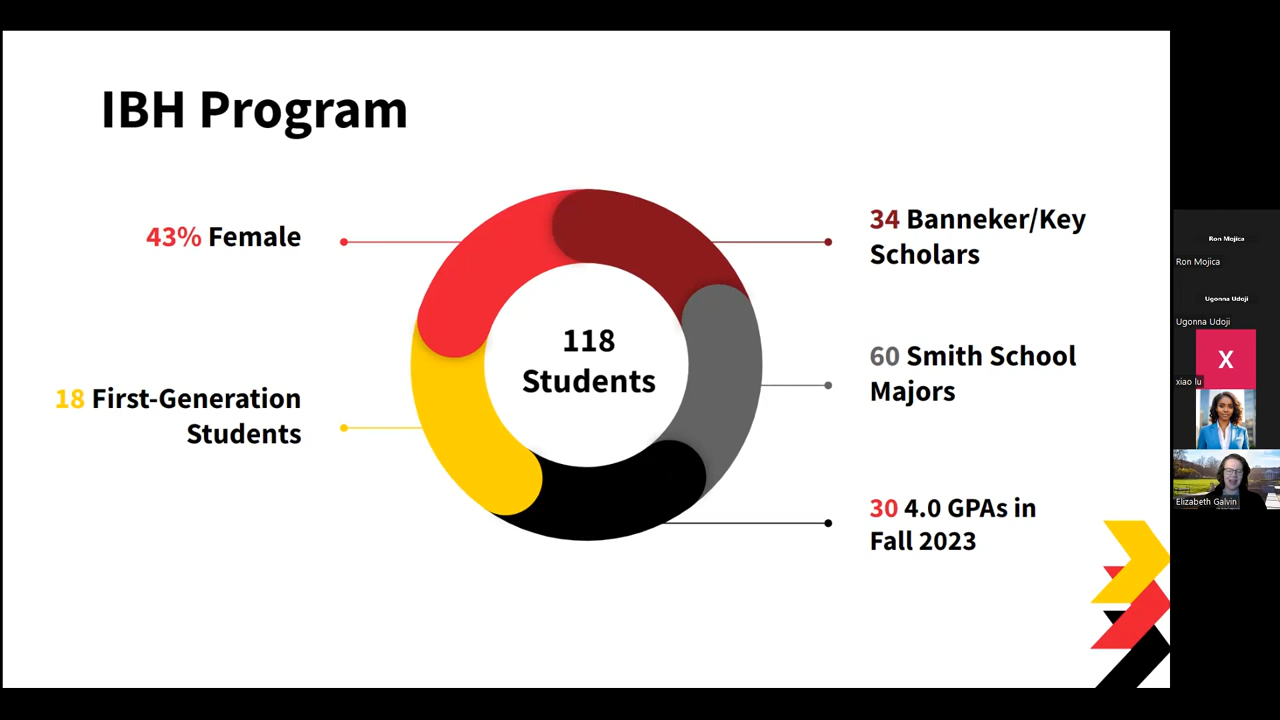 IBH Program
43% Female
18 First-Generation
Students
118
Students
34 Banneker/Key
Scholars
60 Smith School
Majors
30 4.0 GPAs in
Fall 2023
Ron Mojica
Ron Mojica
Ugonna Udoji
Ugonna Udoji
X
xiao lu
Elizabeth Galvin